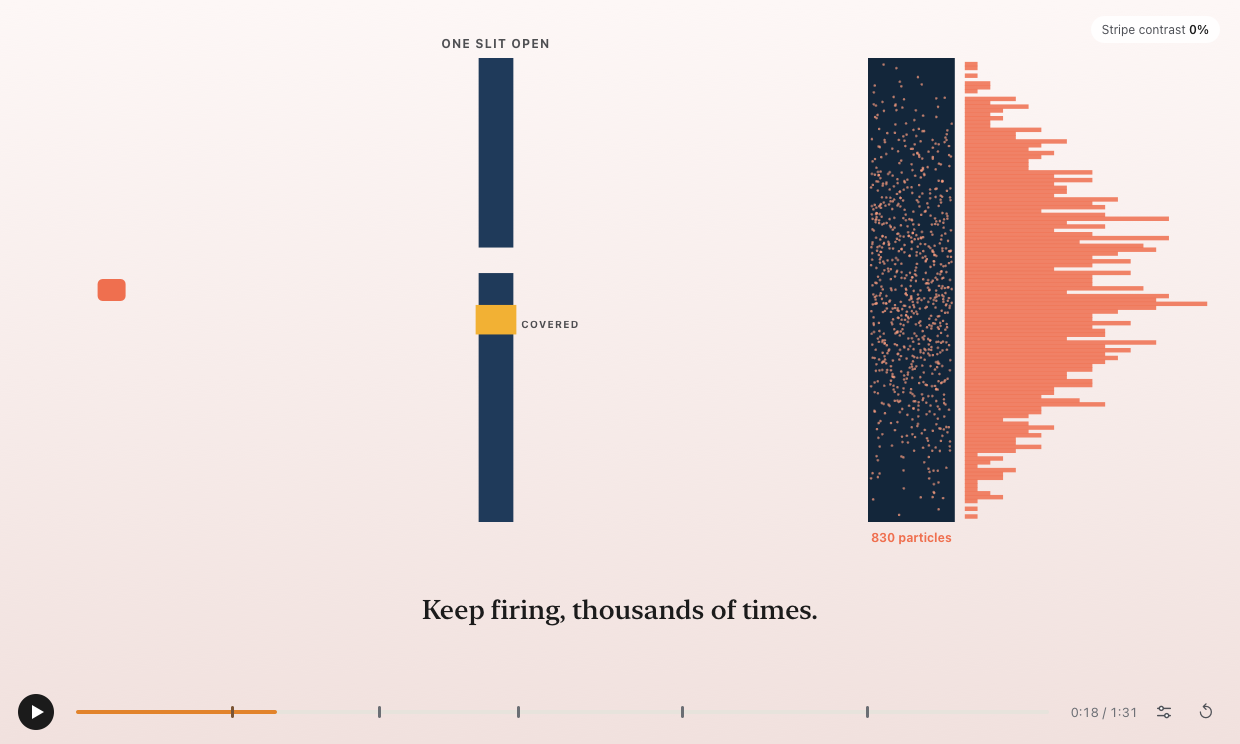 Stripe contrast 0%
ONE SLIT OPEN
COVERED
830 particles
Keep firing, thousands of times.
0:18 / 1:31